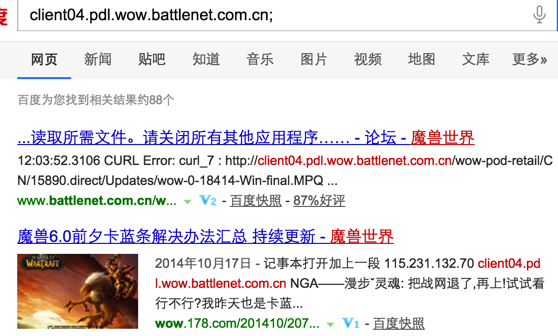 client04.pdl.wow.battlenet.com.cn;
网页 新闻 贴吧 知道 音乐 图片 视频 地图 文库 更多»
百度为您找到相关结果约88个
...读取所需文件。请关闭所有其他应用程序…… - 论坛 - 魔兽世界
12:03:52.3106 CURL Error: curl_7 : http://client04.pdl.wow.battlenet.com.cn/wow-pod-retail/C
N/15890.direct/Updates/wow-0-18414-Win-final.MPQ ...
www.battlenet.com.cn/w... V2 - 百度快照 - 87%好评
魔兽6.0前夕卡蓝条解决办法汇总 持续更新 - 魔兽世界
WARCRAFT
2014年10月17日 - 记事本打开加上一段 115.231.132.70 client04.pd
l.wow.battlenet.com.cn NGA——漫步ˇ灵魂: 把战网退了,再上!试试看
行不行?我昨天也是卡蓝...
wow.178.com/201410/207... V1 - 百度快照